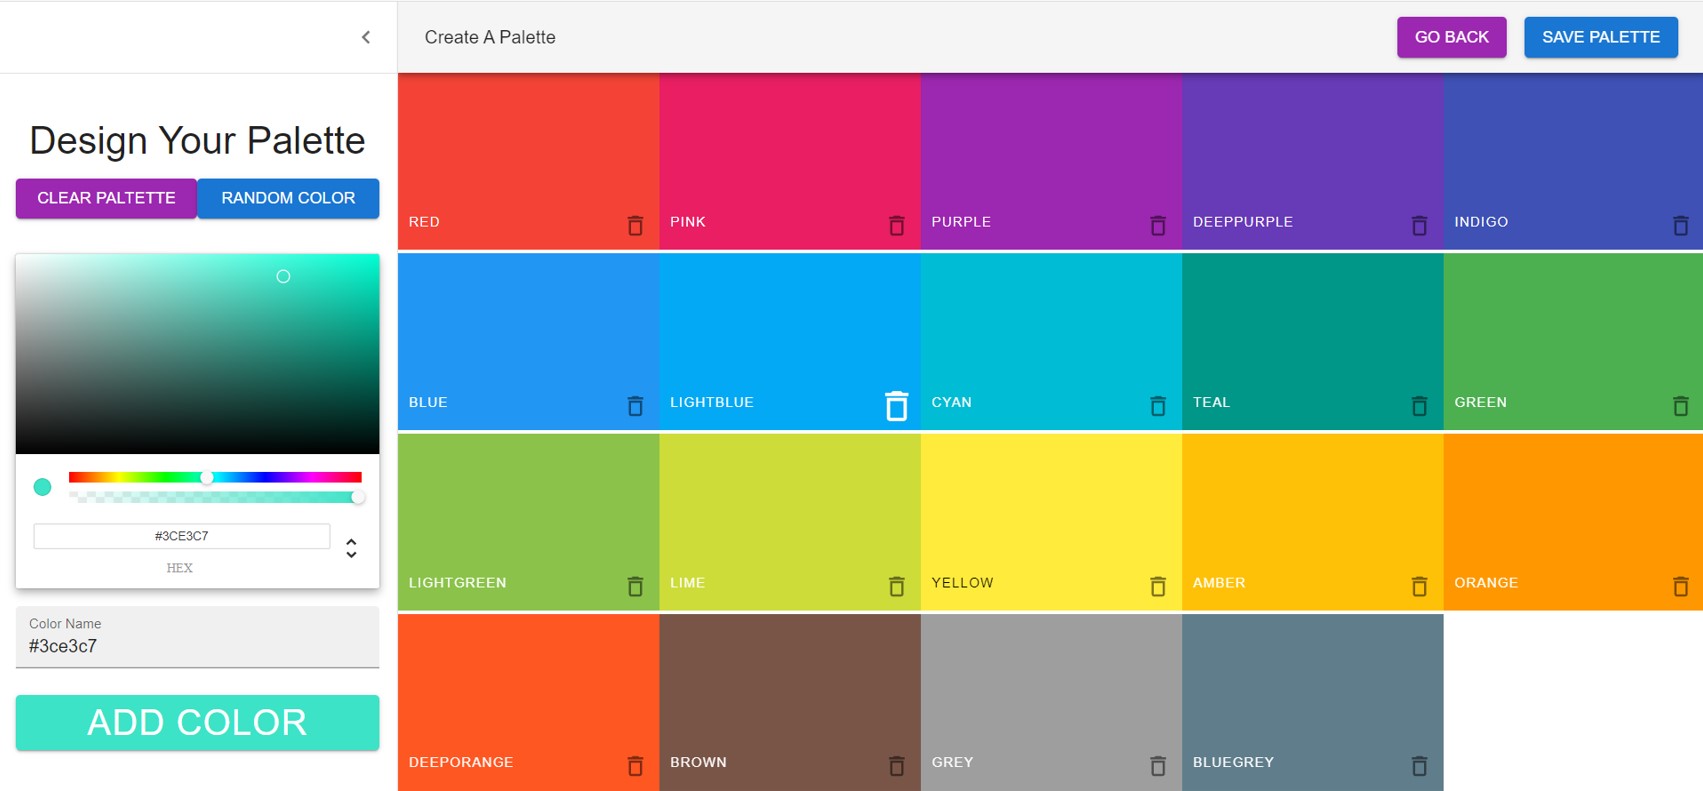 Create A Palette
GO BACK
SAVE PALETTE
Design Your Palette
CLEAR PALTETTE
RANDOM COLOR
#3CE3C7
HEX
Color Name
#3ce3c7
ADD COLOR
RED
PINK
PURPLE
DEEPPURPLE
INDIGO
BLUE
LIGHTBLUE
CYAN
TEAL
GREEN
LIGHTGREEN
LIME
YELLOW
AMBER
ORANGE
DEEPORANGE
BROWN
GREY
BLUEGREY